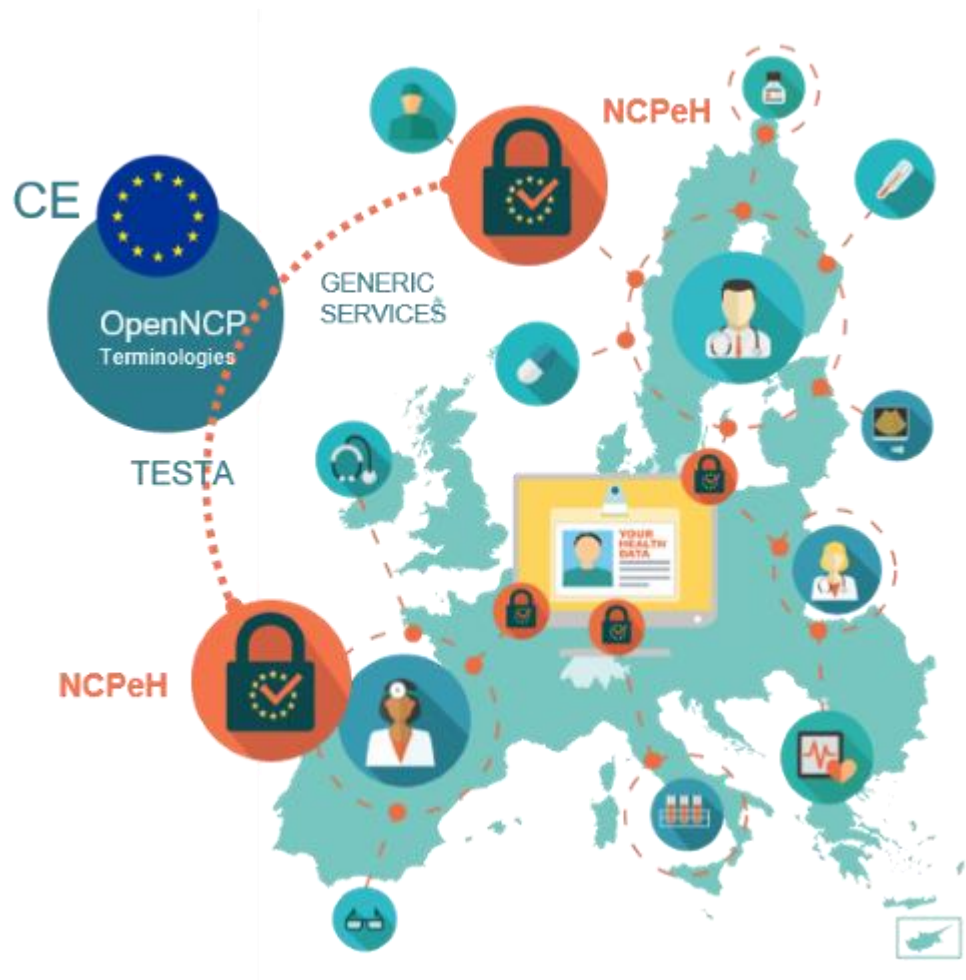 NCPeH
CE
GENERIC
SERVICES
OpenNCP
Terminologies
TESTA
YOUR
HEALTH
DATA
NCPeH